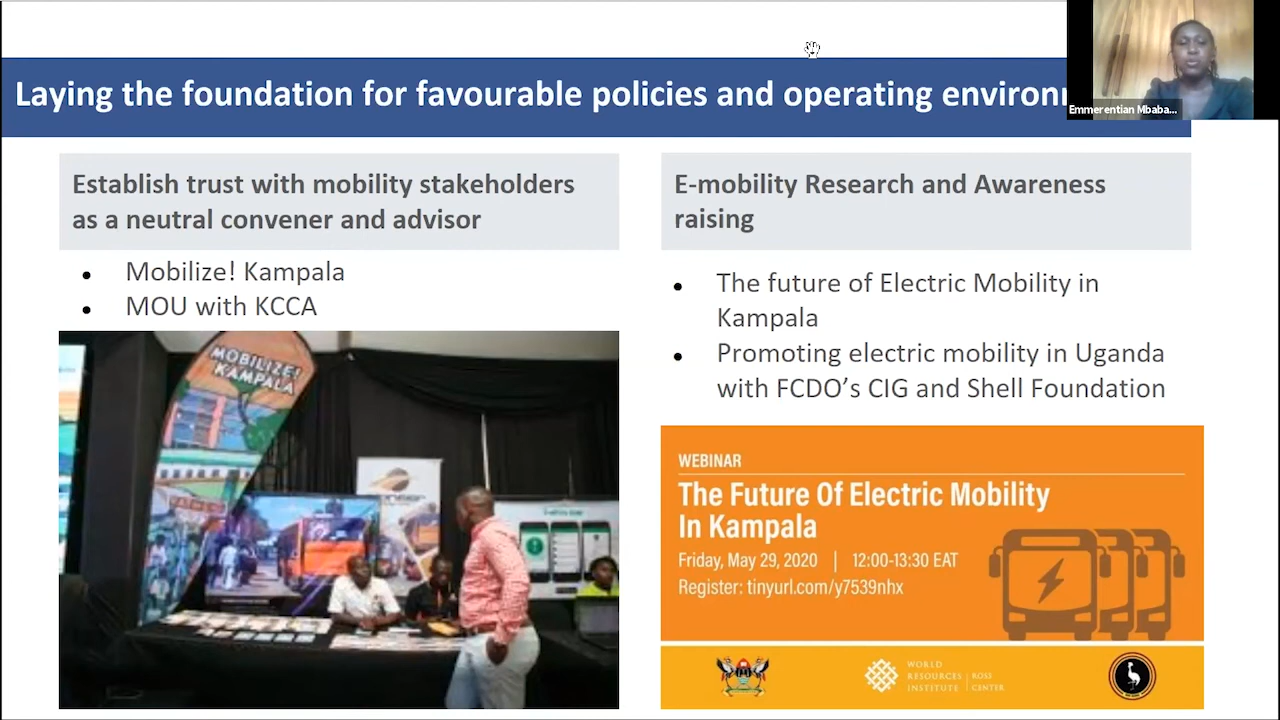 Laying the foundation for favourable policies and operating environ
Emmerentian Mbaba...
Establish trust with mobility stakeholders
as a neutral convener and advisor
• Mobilize! Kampala
• MOU with KCCA
MOBILIZE!
KAMPALA
E-mobility Research and Awareness
raising
• The future of Electric Mobility in
Kampala
• Promoting electric mobility in Uganda
with FCDO's CIG and Shell Foundation
WEBINAR
The Future Of Electric Mobility
In Kampala
Friday, May 29, 2020 | 12:00-13:30 EAT
Register: tinyurl.com/y7539nhx
WORLD
RESOURCES
INSTITUTE
ROSS
CENTER